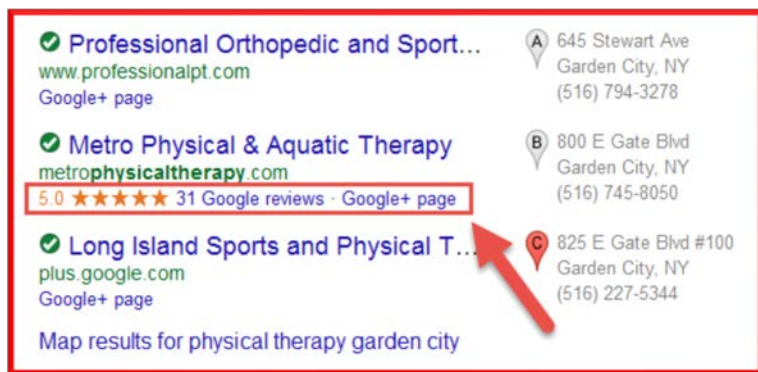 Professional Orthopedic and Sport...
www.professionalpt.com
Google+ page
A
645 Stewart Ave
Garden City, NY
(516) 794-3278
Metro Physical & Aquatic Therapy
metrophysicaltherapy.com
5.0 ★★★★★ 31 Google reviews · Google+ page
B
800 E Gate Blvd
Garden City, NY
(516) 745-8050
Long Island Sports and Physical T...
plus.google.com
Google+ page
C
825 E Gate Blvd #100
Garden City, NY
(516) 227-5344
Map results for physical therapy garden city